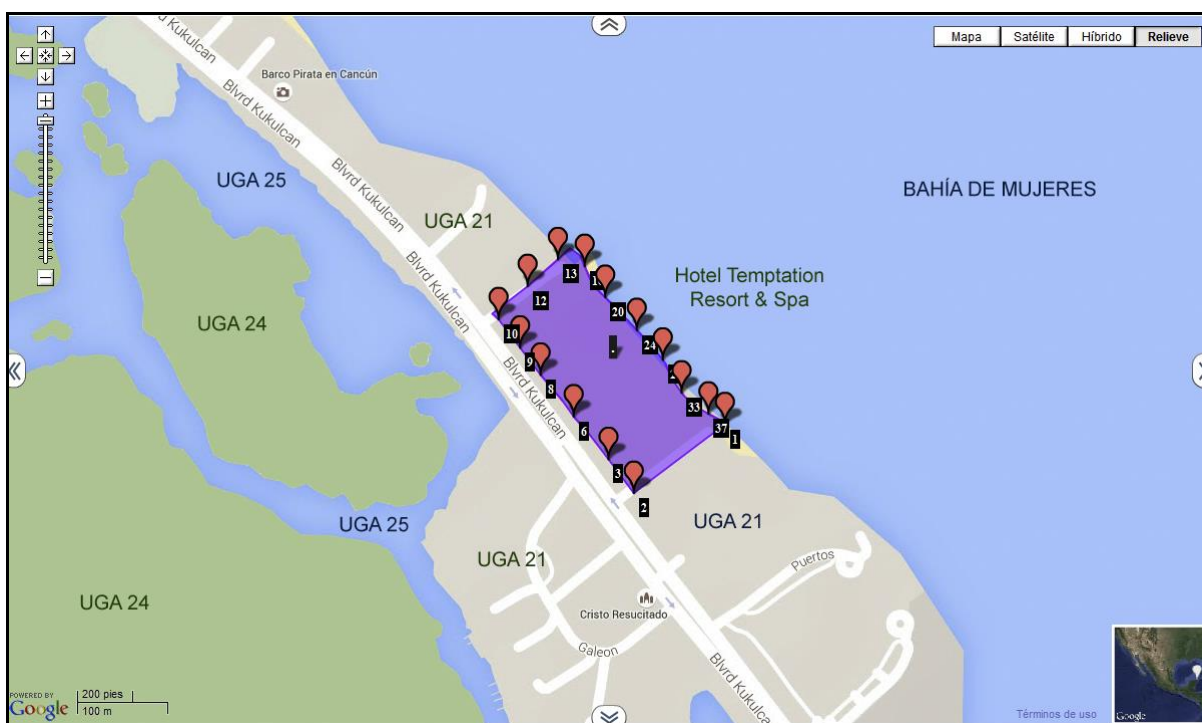 Mapa
Satélite
Híbrido
Relieve
Blvrd Kukulcan
Barco Pirata en Cancún
Blvrd Kukulcan
Blvrd Kukulcan
Blvrd Kukulcan
UGA 25
UGA 21
BAHÍA DE MUJERES
Blvrd Kukulcan
Hotel Temptation
Resort & Spa
UGA 24
13
12
20
10
24
9
8
33
37
1
6
3
2
Blvrd Kukulcan
UGA 25
UGA 21
UGA 21
Puertos
UGA 24
Cristo Resucitado
Galeon
Blvrd Kukulcan
POWERED BY
Google
200 pies
100 m
Términos de uso
Google